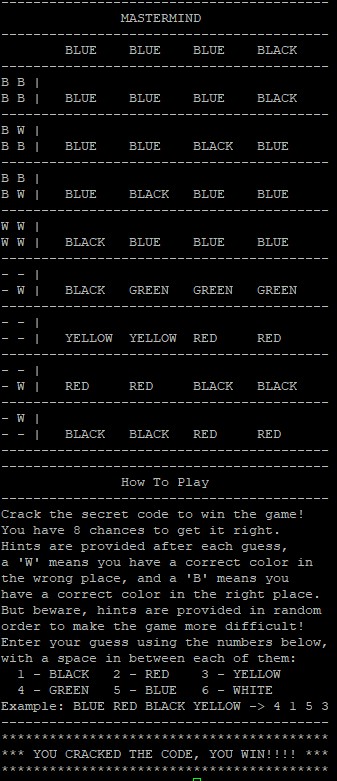 MASTERMIND
BLUE BLUE BLUE BLACK
B B |
B B | BLUE BLUE BLUE BLACK
B W |
B B | BLUE BLUE BLACK BLUE
B B |
B W | BLUE BLACK BLUE BLUE
W W |
W W | BLACK BLUE BLUE BLUE
- - |
- W | BLACK GREEN GREEN GREEN
- - |
- - | YELLOW YELLOW RED RED
- - |
- W | RED RED BLACK BLACK
- W |
- - | BLACK BLACK RED RED
How To Play
Crack the secret code to win the game!
You have 8 chances to get it right.
Hints are provided after each guess,
a 'W' means you have a correct color in
the wrong place, and a 'B' means you
have a correct color in the right place.
But beware, hints are provided in random
order to make the game more difficult!
Enter your guess using the numbers below,
with a space in between each of them:
1 - BLACK 2 - RED 3 - YELLOW
4 - GREEN 5 - BLUE 6 - WHITE
Example: BLUE RED BLACK YELLOW -> 4 1 5 3
*****************************************
*** YOU CRACKED THE CODE, YOU WIN!!!! ***
*****************************************